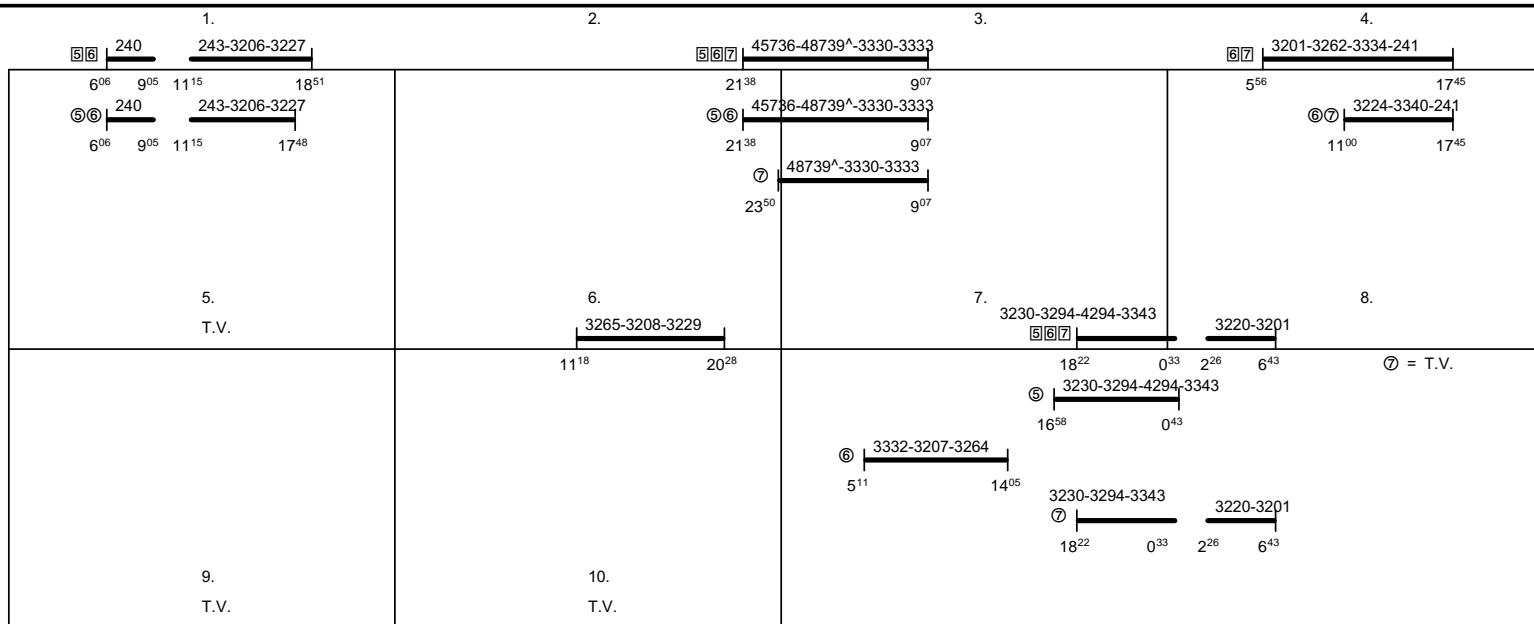 1. 2. 3. 4.
5 6 240 243-3206-3227 5 6 7 45736-48739^-3330-3333 6 7 3201-3262-3334-241
6⁰⁶ 9⁰⁵ 11¹⁵ 18⁵¹ 21³⁸ 9⁰⁷ 5⁵⁶ 17⁴⁵
⑤⑥ 240 243-3206-3227 ⑤⑥ 45736-48739^-3330-3333 ⑥⑦ 3224-3340-241
6⁰⁶ 9⁰⁵ 11¹⁵ 17⁴⁸ 21³⁸ 9⁰⁷ 11⁰⁰ 17⁴⁵
⑦ 48739^-3330-3333
23⁵⁰ 9⁰⁷
5. 6. 7. 8.
T.V. 3265-3208-3229 5 6 7 3230-3294-4294-3343 3220-3201
11¹⁸ 20²⁸ 18²² 0³³ 2²⁶ 6⁴³ ⑦ = T.V.
⑤ 3230-3294-4294-3343
16⁵⁸ 0⁴³
⑥ 3332-3207-3264
5¹¹ 14⁰⁵
⑦ 3230-3294-3343 3220-3201
18²² 0³³ 2²⁶ 6⁴³
9. 10.
T.V. T.V.